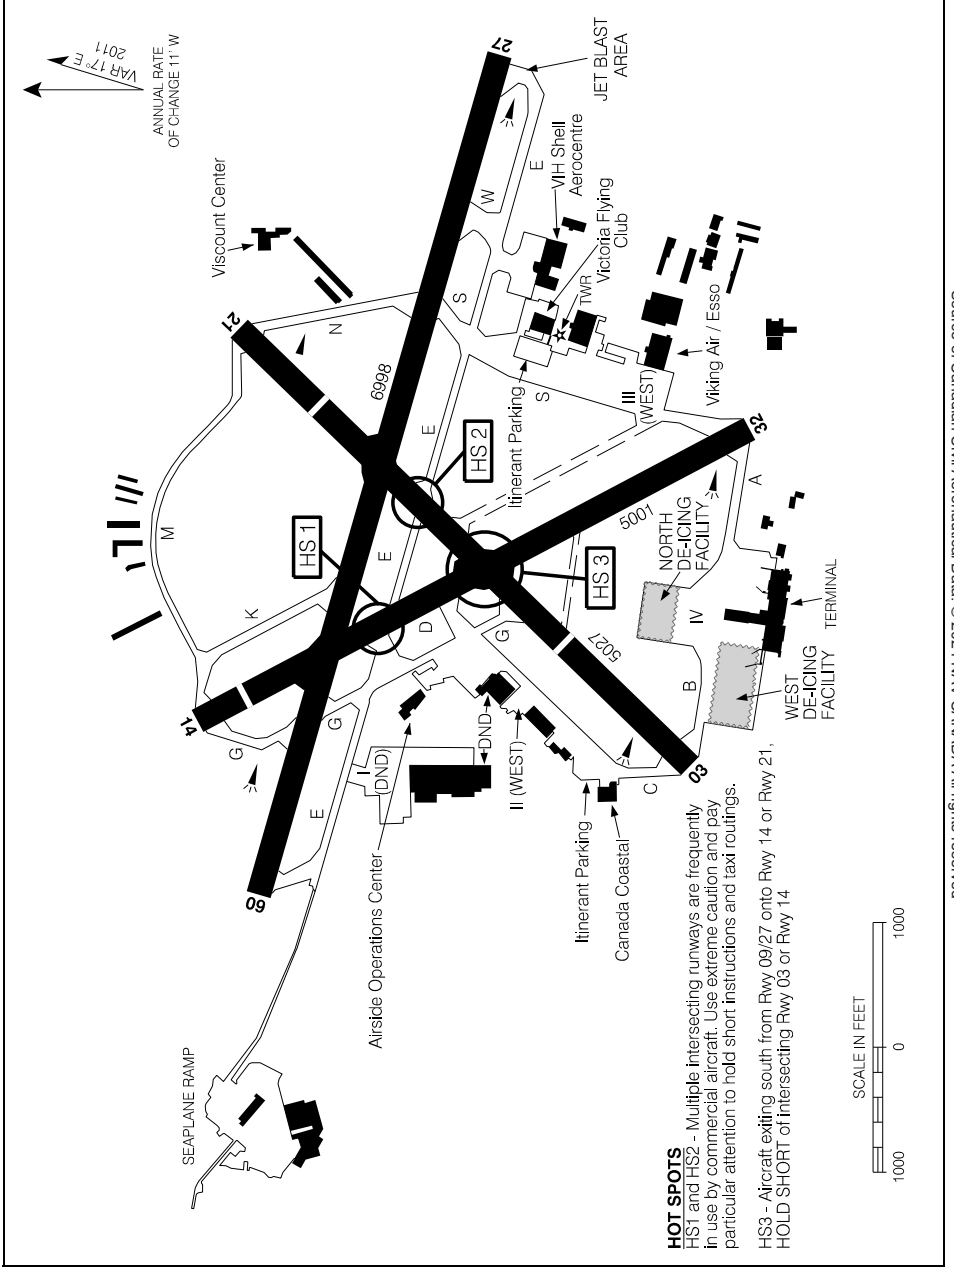 VAR 17° E
2011
ANNUAL RATE
OF CHANGE 11' W
Viscount Center
27
JET BLAST
AREA
E
VIH Shell
Aerocentre
W
Victoria Flying
Club
TWR
S
21
N
6998
Viking Air / Esso
Itinerant Parking
S
III
(WEST)
E
HS 2
32
M
HS 1
E
5001
A
NORTH
DE-ICING
FACILITY
HS 3
K
D
IV
TERMINAL
G
5027
B
WEST
DE-ICING
FACILITY
14
G
G
DND
I
(DND)
II (WEST)
03
C
E
09
Airside Operations Center
Itinerant Parking
Canada Coastal
SEAPLANE RAMP
HOT SPOTS
HS1 and HS2 - Multiple intersecting runways are frequently
in use by commercial aircraft. Use extreme caution and pay
particular attention to hold short instructions and taxi routings.
HS3 - Aircraft exiting south from Rwy 09/27 onto Rwy 14 or Rwy 21,
HOLD SHORT of intersecting Rwy 03 or Rwy 14
SCALE IN FEET
1000
0
1000